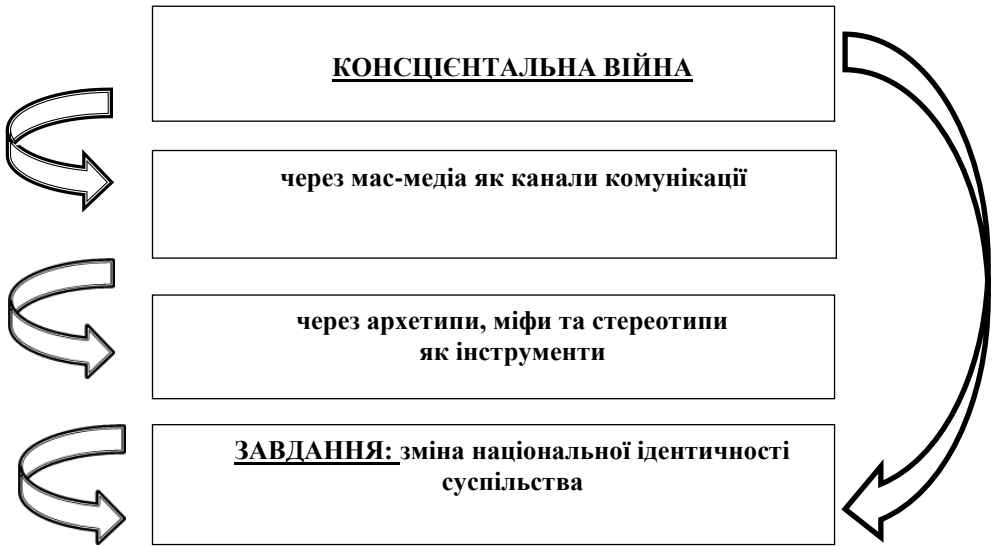 КОНСЦІЄНТАЛЬНА ВІЙНА
через мас-медіа як канали комунікації
через архетипи, міфи та стереотипи
як інструменти
ЗАВДАННЯ: зміна національної ідентичності
суспільства